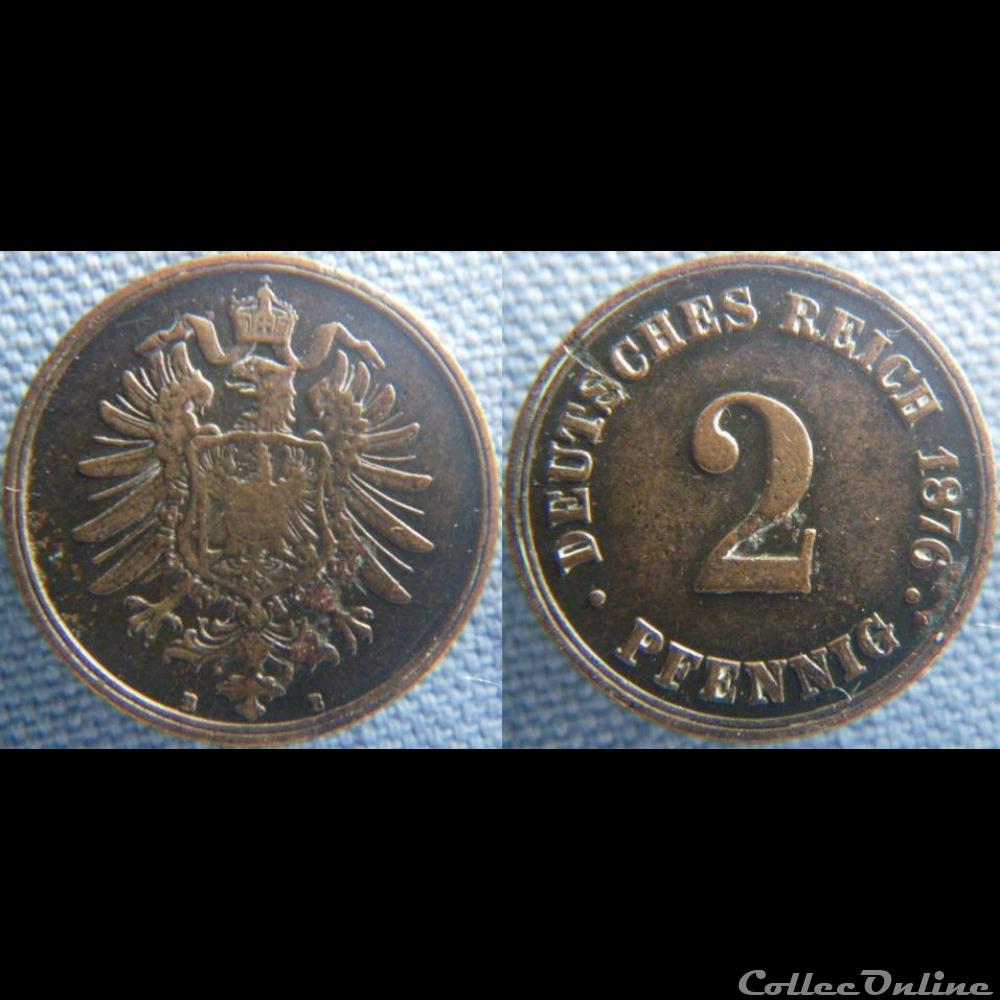 B B
DEUTSCHES REICH 1876
2
PFENNIG
CollecOnline